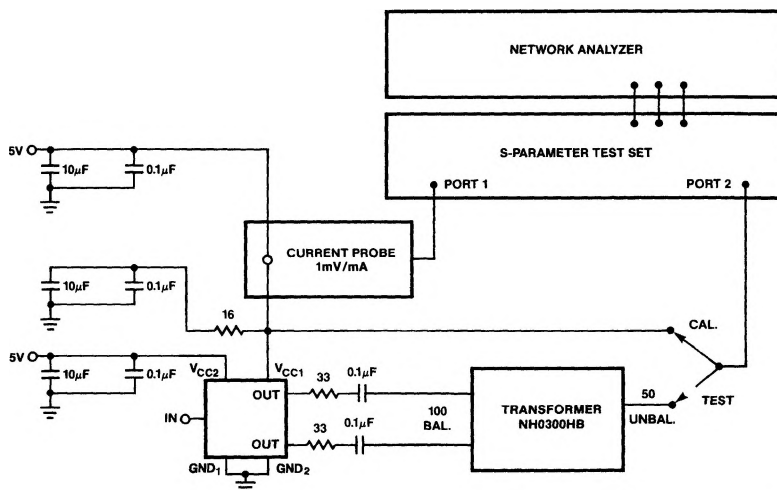 NETWORK ANALYZER
S-PARAMETER TEST SET
PORT 1
PORT 2
5V
10μF
0.1μF
CURRENT PROBE
1mV/mA
10μF
0.1μF
16
CAL.
5V
10μF
0.1μF
VCC2
VCC1
OUT
33
0.1μF
IN
OUT
33
0.1μF
100
BAL.
TRANSFORMER
NH0300HB
50
UNBAL.
TEST
GND1
GND2